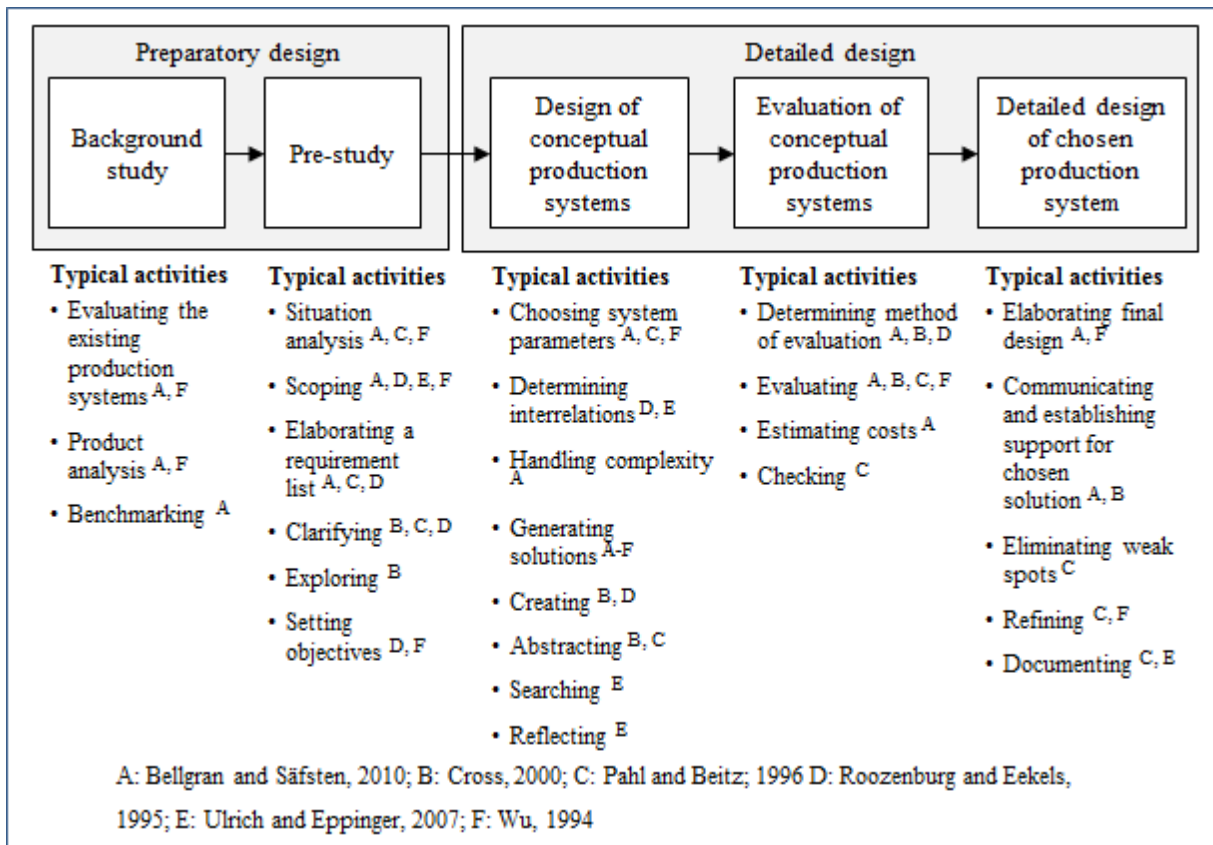 Preparatory design
Detailed design
Background
study
Pre-study
Design of
conceptual
production
systems
Evaluation of
conceptual
production
systems
Detailed design
of chosen
production
system
Typical activities
• Evaluating the
existing
production
systems A, F
• Product
analysis A, F
• Benchmarking A
Typical activities
• Situation
analysis A, C, F
• Scoping A, D, E, F
• Elaborating a
requirement
list A, C, D
• Clarifying B, C, D
• Exploring B
• Setting
objectives D, F
Typical activities
• Choosing system
parameters A, C, F
• Determining
interrelations D, E
• Handling complexity
A
• Generating
solutions A-F
• Creating B, D
• Abstracting B, C
• Searching E
• Reflecting E
Typical activities
• Determining method
of evaluation A, B, D
• Evaluating A, B, C, F
• Estimating costs A
• Checking C
Typical activities
• Elaborating final
design A, F
• Communicating
and establishing
support for
chosen
solution A, B
• Eliminating weak
spots C
• Refining C, F
• Documenting C, E
A: Bellgran and Säfsten, 2010; B: Cross, 2000; C: Pahl and Beitz; 1996 D: Roozenburg and Eekels,
1995; E: Ulrich and Eppinger, 2007; F: Wu, 1994